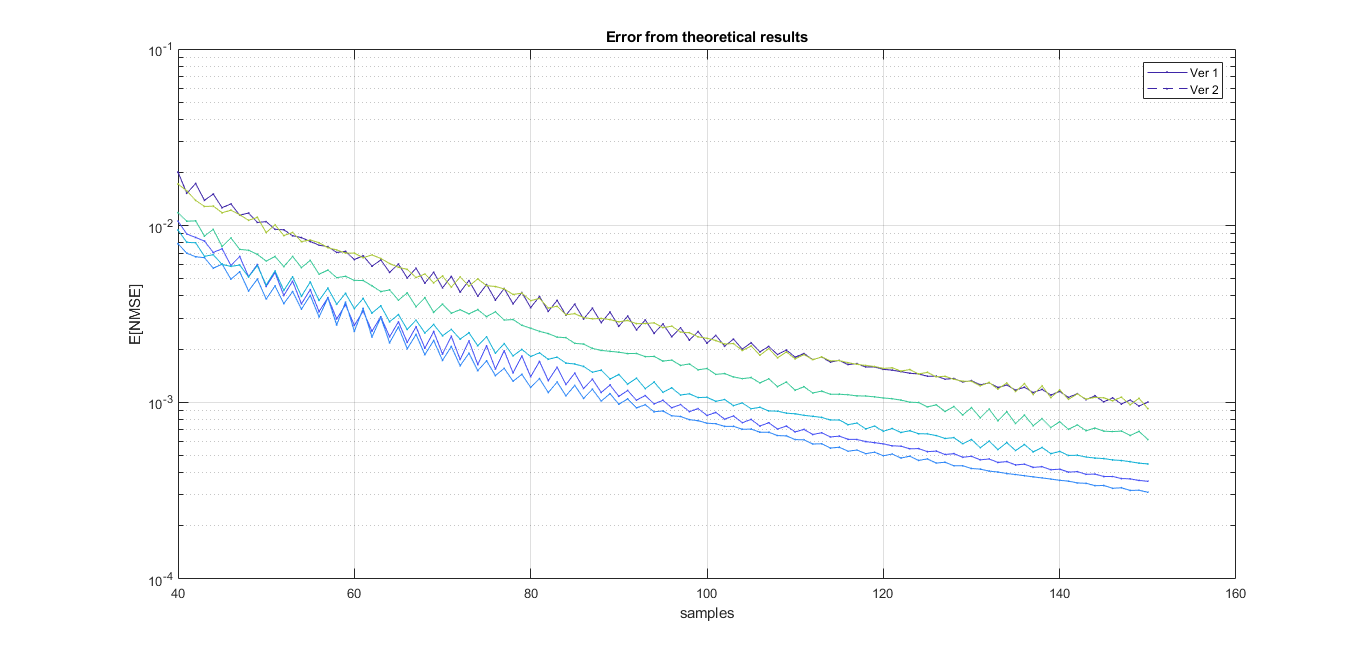 Error from theoretical results
10^-1
Ver 1
Ver 2
10^-2
E[NMSE]
10^-3
10^-4
40 60 80 100 120 140 160
samples